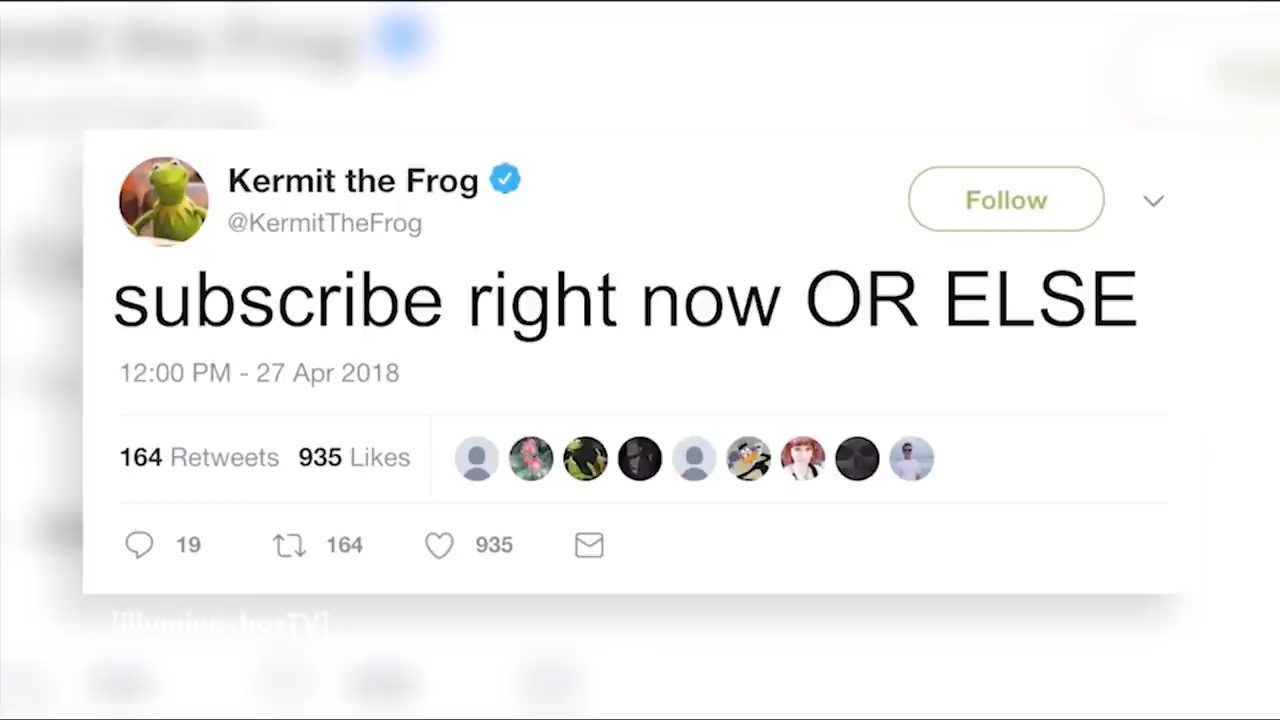 Kermit the Frog
@KermitTheFrog
Follow
subscribe right now OR ELSE
12:00 PM - 27 Apr 2018
164 Retweets 935 Likes
19 164 935